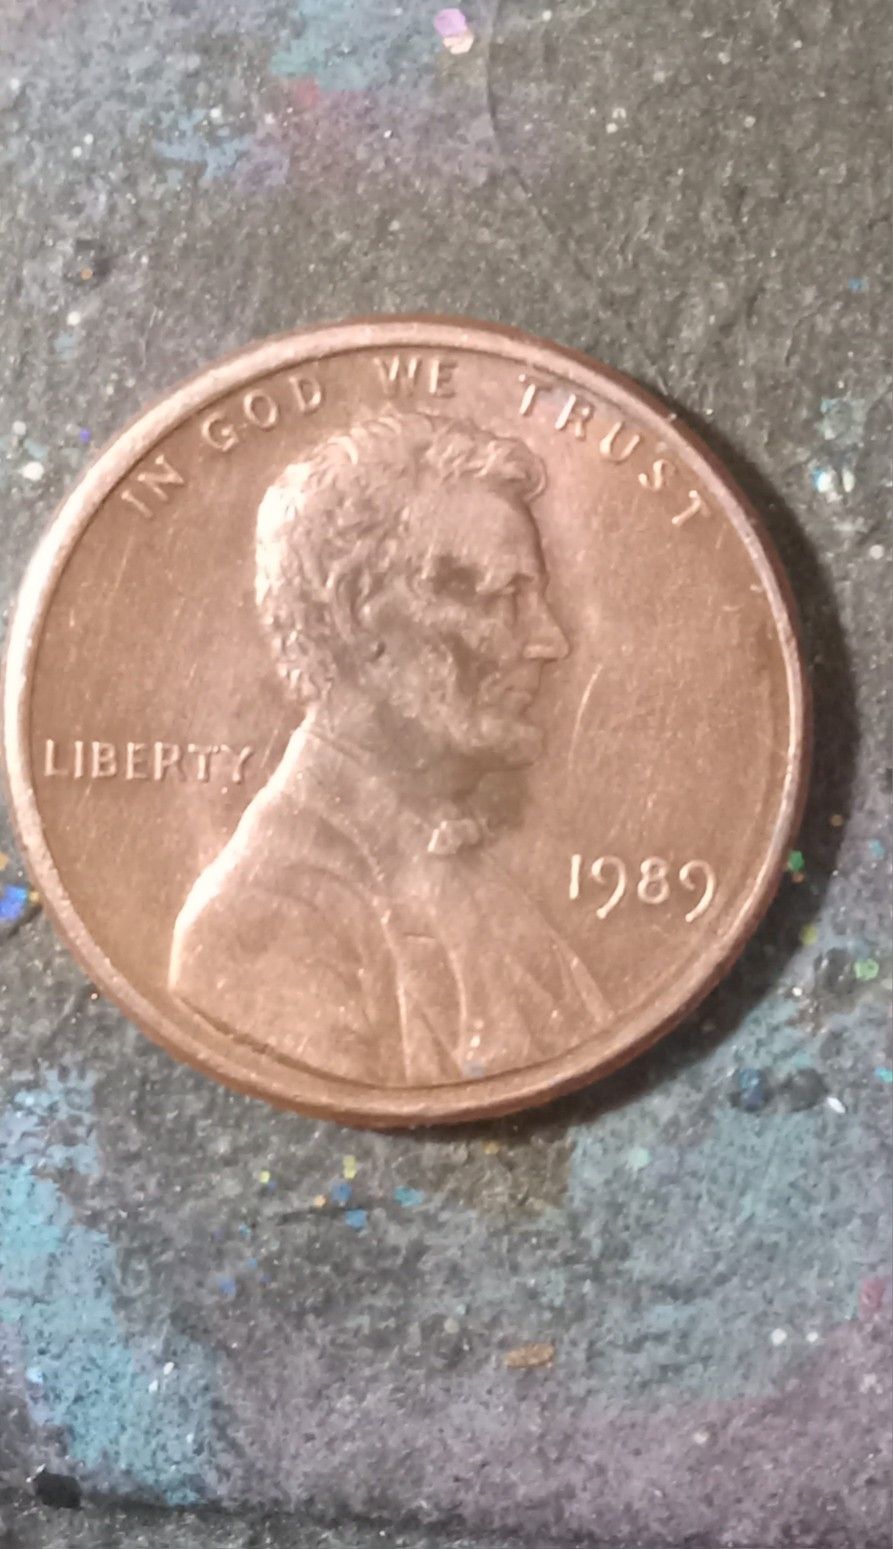 IN GOD WE TRUST
LIBERTY
1989